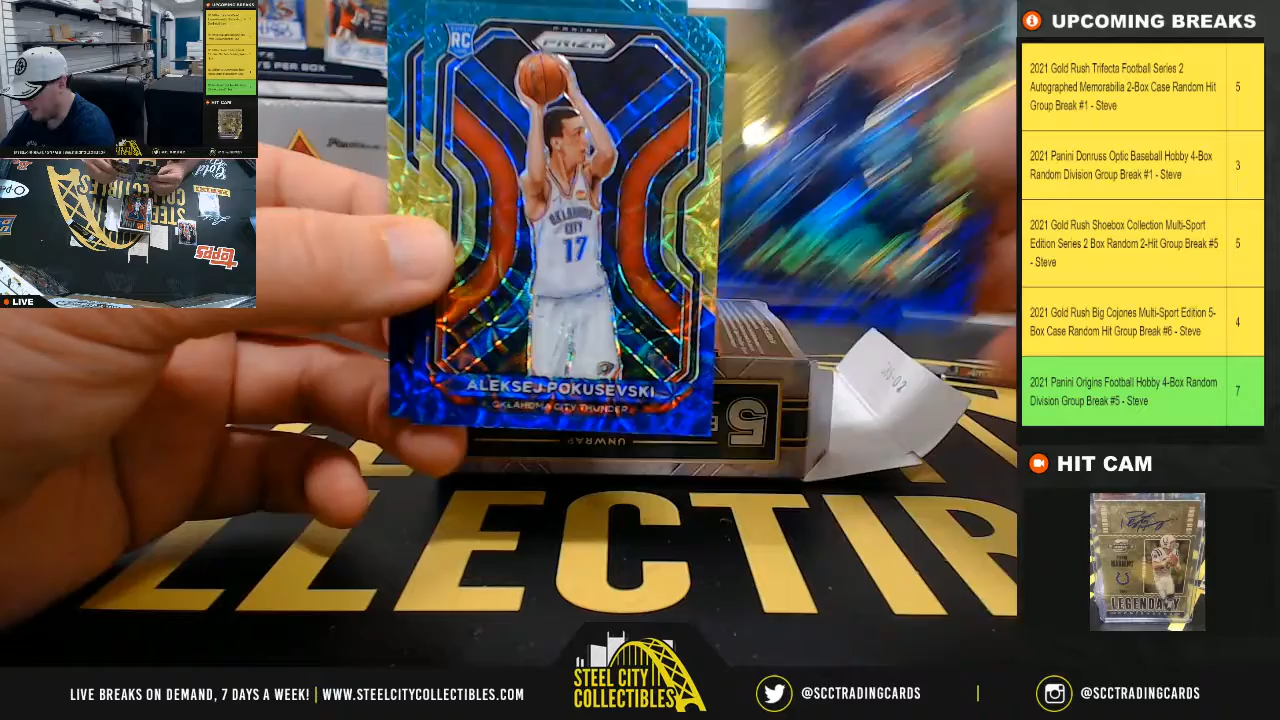 UPCOMING BREAKS
2021 Gold Rush Trifecta Football Series 2
Autographed Memorabilia 2-Box Case Random Hit
Group Break #1 - Steve
5
2021 Panini Donruss Optic Baseball Hobby 4-Box
Random Division Group Break #1 - Steve
3
2021 Gold Rush Shoebox Collection Multi-Sport
Edition Series 2 Box Random 2-Hit Group Break #5
- Steve
5
2021 Gold Rush Big Cojones Multi-Sport Edition 5-
Box Case Random Hit Group Break #6 - Steve
4
2021 Panini Origins Football Hobby 4-Box Random
Division Group Break #5 - Steve
7
HIT CAM
LEGENDARY
LIVE
topps
RC
PANINI
PRIZM
OKLAHOMA
CITY
17
ALEKSEJ POKUSEVSKI
OKLAHOMA CITY THUNDER
S PER BOX
5
UNWRAP
LLECTIB
STEEL CITY
COLLECTIBLES
LIVE BREAKS ON DEMAND, 7 DAYS A WEEK! | WWW.STEELCITYCOLLECTIBLES.COM
@SCCTRADINGCARDS
@SCCTRADINGCARDS